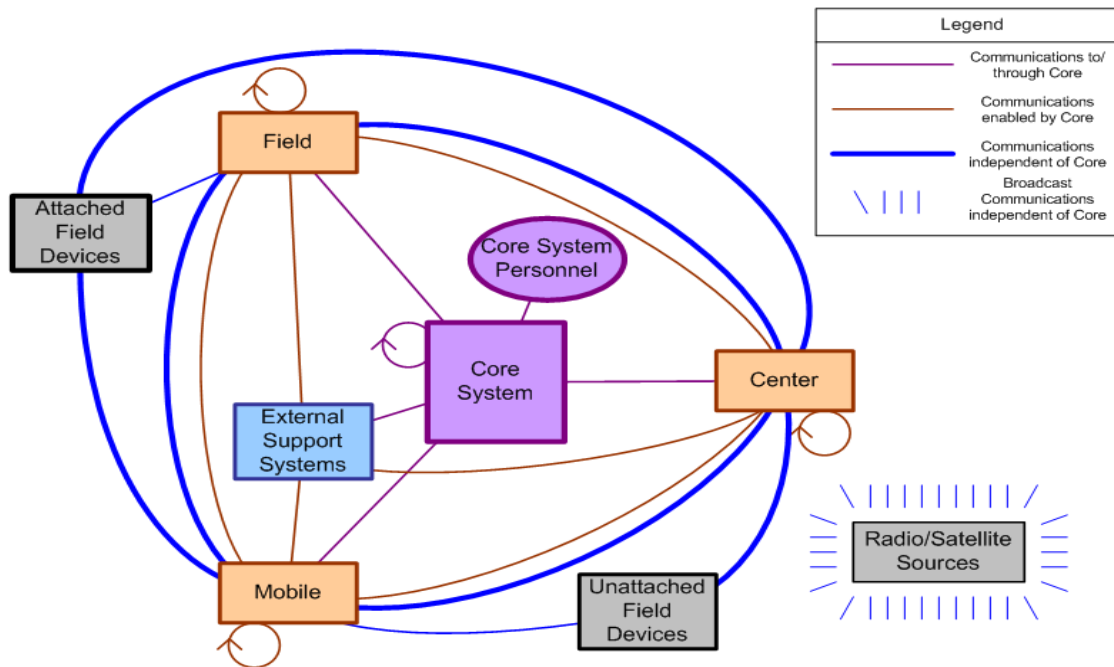 Legend
Communications to/
through Core
Communications
enabled by Core
Communications
independent of Core
Broadcast
Communications
independent of Core
Field
Attached
Field
Devices
Core System
Personnel
Core
System
Center
External
Support
Systems
Mobile
Unattached
Field
Devices
Radio/Satellite
Sources